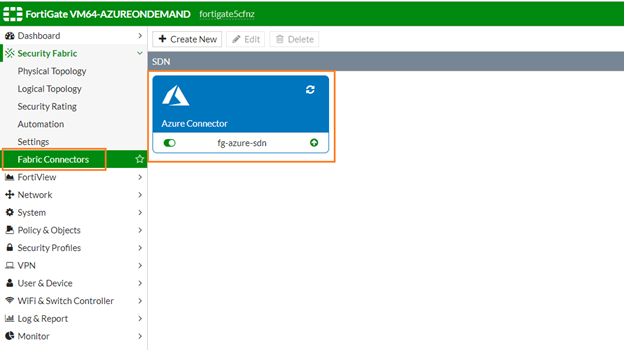 FortiGate VM64-AZUREONDEMAND fortigate5cfnz
Dashboard
Security Fabric
Physical Topology
Logical Topology
Security Rating
Automation
Settings
Fabric Connectors
FortiView
Network
System
Policy & Objects
Security Profiles
VPN
User & Device
WiFi & Switch Controller
Log & Report
Monitor
+ Create New Edit Delete
SDN
Azure Connector
fg-azure-sdn